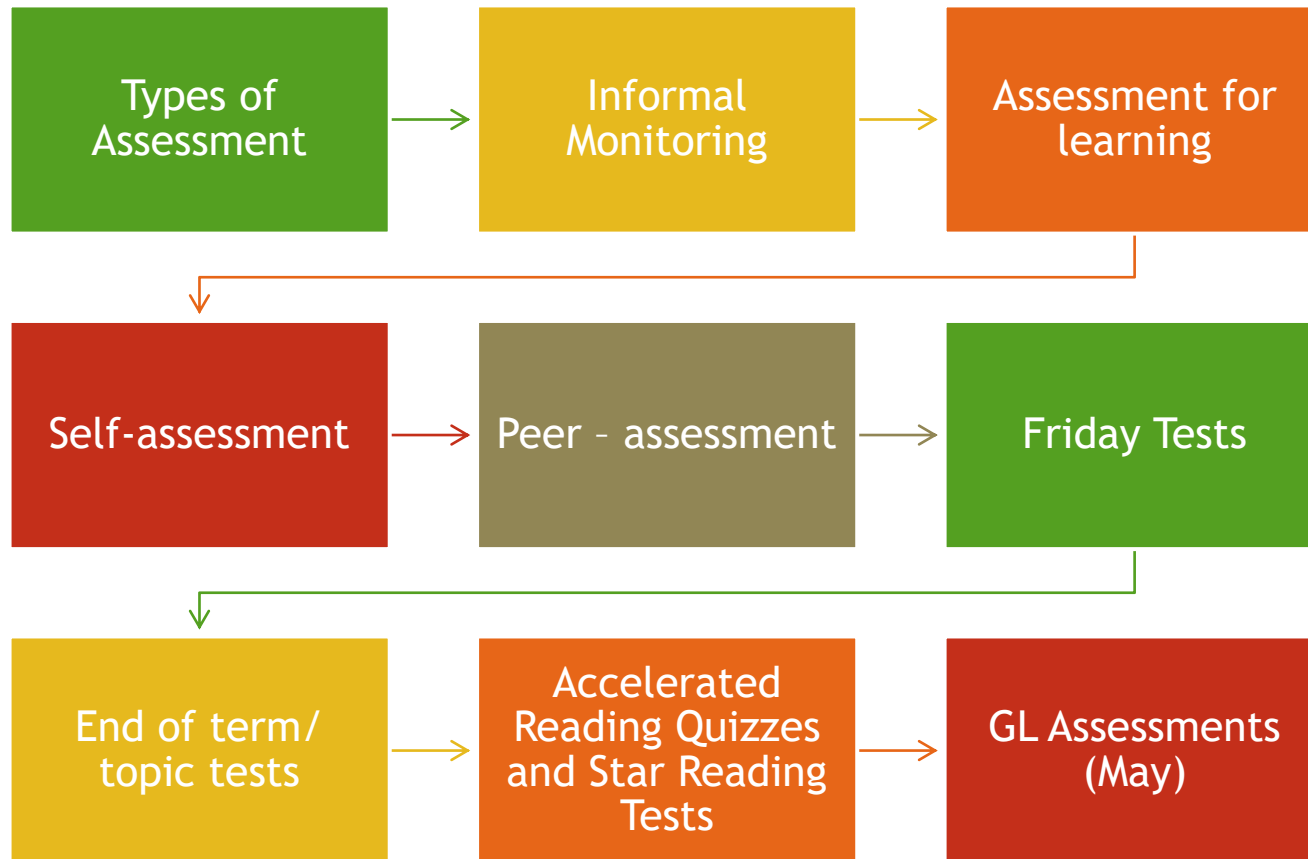 Types of
Assessment
Informal
Monitoring
Assessment for
learning
Self-assessment
Peer – assessment
Friday Tests
End of term/
topic tests
Accelerated
Reading Quizzes
and Star Reading
Tests
GL Assessments
(May)